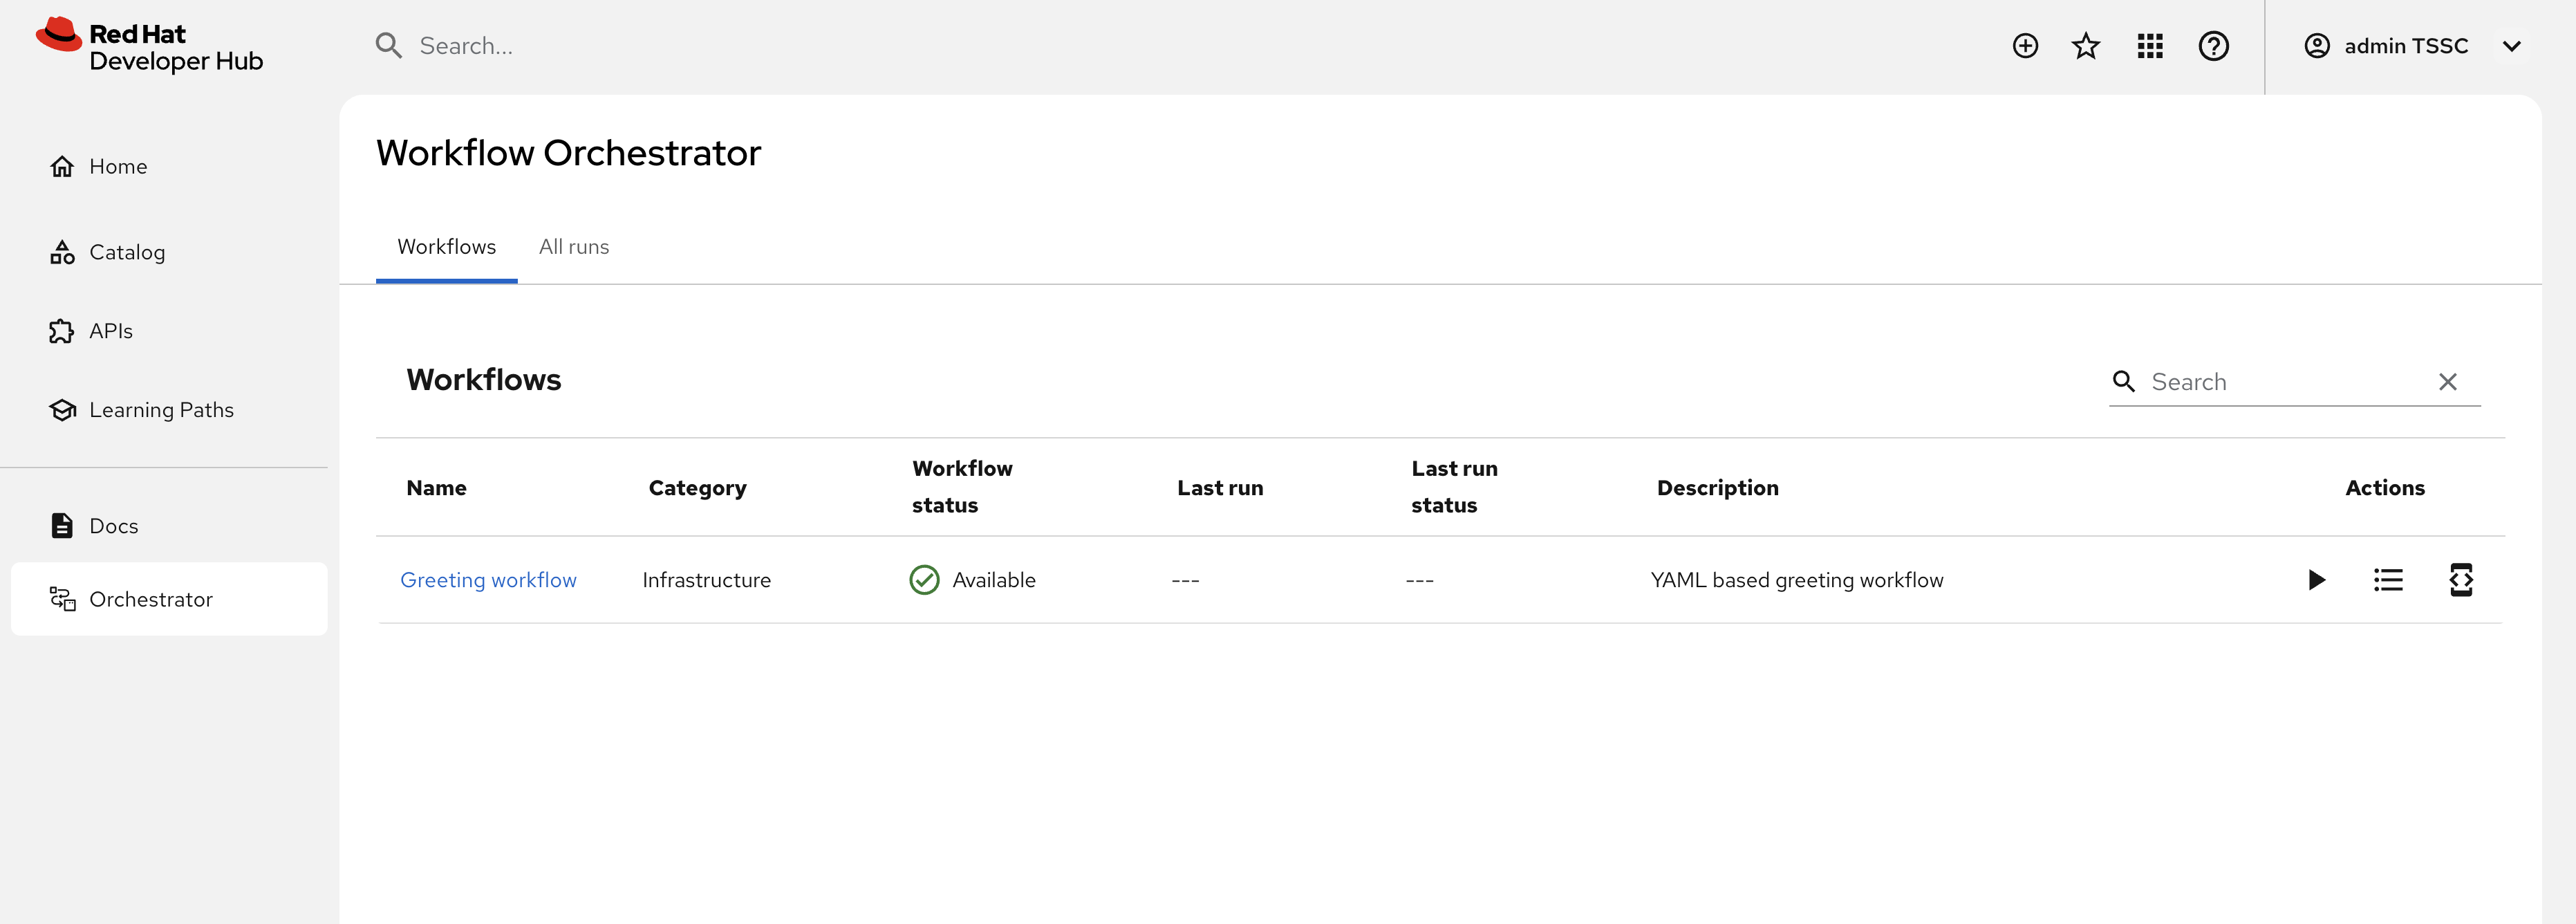 Red Hat
Developer Hub
Search...
admin TSSC
Home
Catalog
APIs
Learning Paths
Docs
Orchestrator
Workflow Orchestrator
Workflows
All runs
Workflows
Search
Name
Category
Workflow
status
Last run
Last run
status
Description
Actions
Greeting workflow
Infrastructure
Available
---
---
YAML based greeting workflow